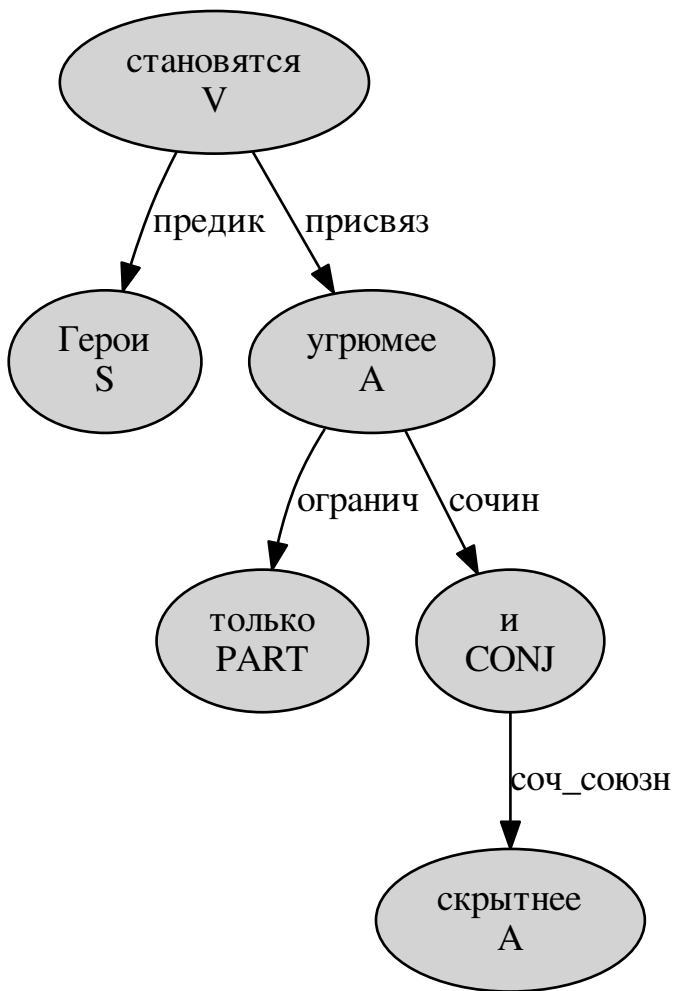 становятся
V
предик
присвяз
Герои
S
угрюмее
A
огранич
сочин
только
PART
и
CONJ
соч_союзн
скрытнее
A